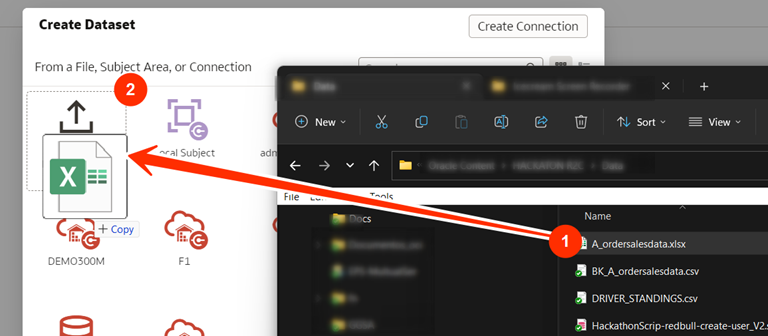 Create Dataset
Create Connection
From a File, Subject Area, or Connection
2
ocal Subject
adm
New
Sort
View
X
+ Copy
File
Tools
Docs
Name
1
A_ordersalesdata.xlsx
BK_A_ordersalesdata.csv
DRIVER_STANDINGS.csv
HackathonScrip-redbull-create-user_V2.s
DEMO300M
F1